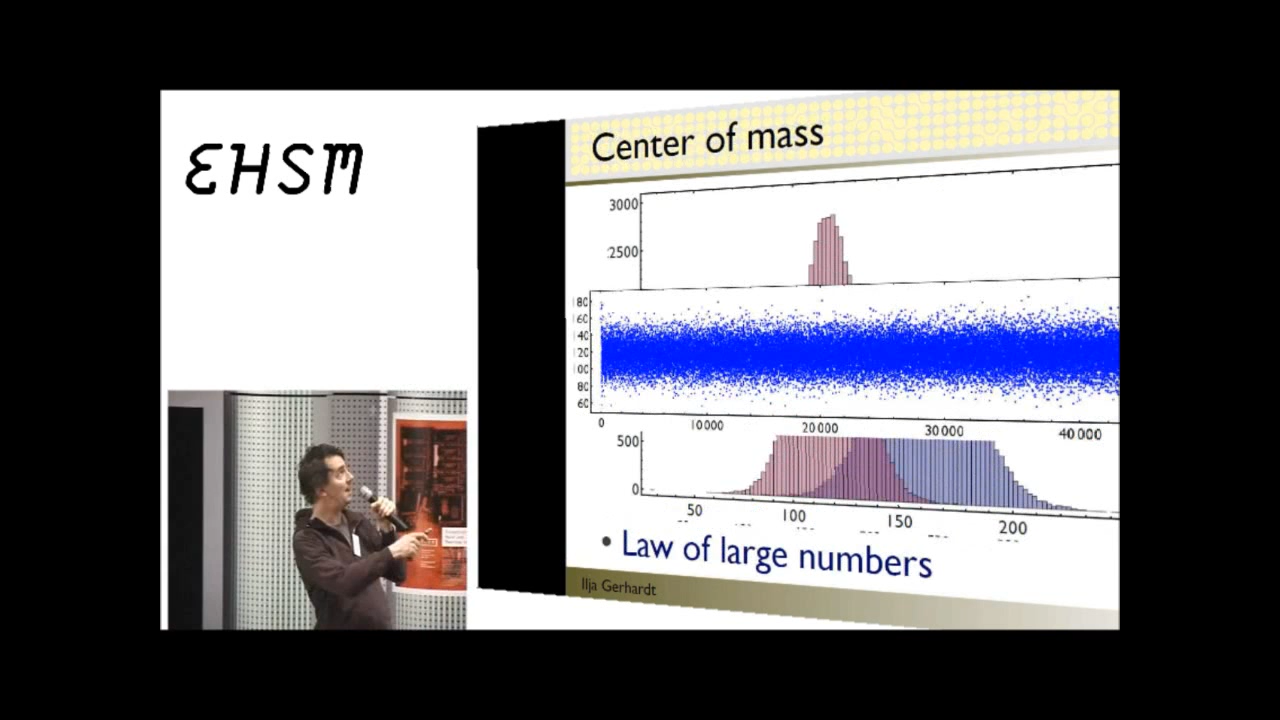 EHSM
Center of mass
3000
2500
180
160
140
120
100
80
60
0 10000 20000 30000 40000
500
0
50 100 150 200
• Law of large numbers
Ilja Gerhardt